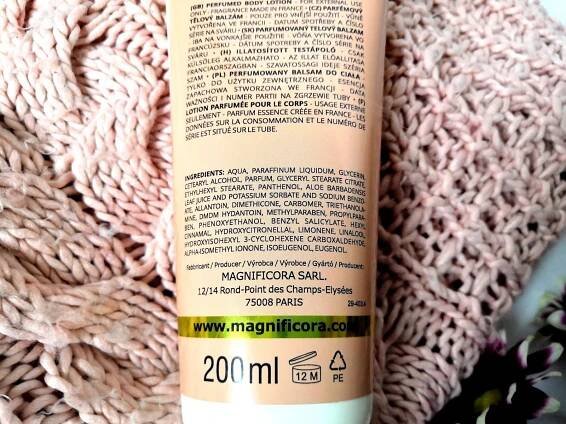 (GB) PERFUMED BODY LOTION - FOR EXTERNAL USE
ONLY - FRAGRANCE MADE IN FRANCE • (CZ) PARFÉMOVÝ
TĚLOVÝ BALZÁM - POUZE PRO VNĚJŠÍ POUŽITÍ - VŮNĚ
VYTVOŘENA VE FRANCII - DATUM SPOTŘEBY A ČÍSLO
SÉRIE NA SVÁRU • (SK) PARFUMOVANÝ TELOVÝ BALZAM
- IBA NA VONKAJŠIE POUŽITIE - VÔŇA VYTVORENÁ VO
FRANCÚZSKU - DÁTUM SPOTREBY A ČÍSLO SÉRIE NA
SVÁRU • (H) ILLATOSÍTOTT TESTÁPOLÓ - CSAK
KÜLSŐLEG ALKALMAZHATÓ - AZ ILLAT ELŐÁLLÍTÁSA
FRANCIAORSZÁGBAN - SZAVATOSSÁGI IDEJE SZÉRIA
SZÁM • (PL) PERFUMOWANY BALSAM DO CIAŁA -
TYLKO DO UŻYTKU ZEWNĘTRZNEGO - ESENCJA
ZAPACHOWA STWORZONA WE FRANCJI - DATA
WAŻNOŚCI I NUMER PARTII NA ZGRZEWIE TUBY • (F)
LOTION PARFUMÉE POUR LE CORPS - USAGE EXTERNE
SEULEMENT - PARFUM ESSENCE CRÉÉE EN FRANCE - LES
DONNÉES SUR LA CONSOMMATION ET LE NUMÉRO DE
SÉRIE EST SITUÉ SUR LE TUBE.
INGREDIENTS: AQUA, PARAFFINUM LIQUIDUM, GLYCERIN,
CETEARYL ALCOHOL, PARFUM, GLYCERYL STEARATE CITRATE,
ETHYLHEXYL STEARATE, PANTHENOL, ALOE BARBADENSIS
LEAF JUICE AND POTASSIUM SORBATE AND SODIUM BENZO-
ATE, ALLANTOIN, DIMETHICONE, CARBOMER, TRIETHANOLA-
MINE, DMDM HYDANTOIN, METHYLPARABEN, PROPYLPARA-
BEN, PHENOXYETHANOL, BENZYL SALICYLATE, HEXYL
CINNAMAL, HYDROXYCITRONELLAL, LIMONENE, LINALOOL,
HYDROXYISOHEXYL 3-CYCLOHEXENE CARBOXALDEHYDE,
ALPHA-ISOMETHYL IONONE, ISOEUGENOL, EUGENOL.
Fabricant / Producer / Výrobca / Výrobce / Gyártó / Producent:
MAGNIFICORA SARL.
12/14 Rond-Point des Champs-Elysées
75008 PARIS
29-4014
www.magnificora.com
200ml
12 M
PE